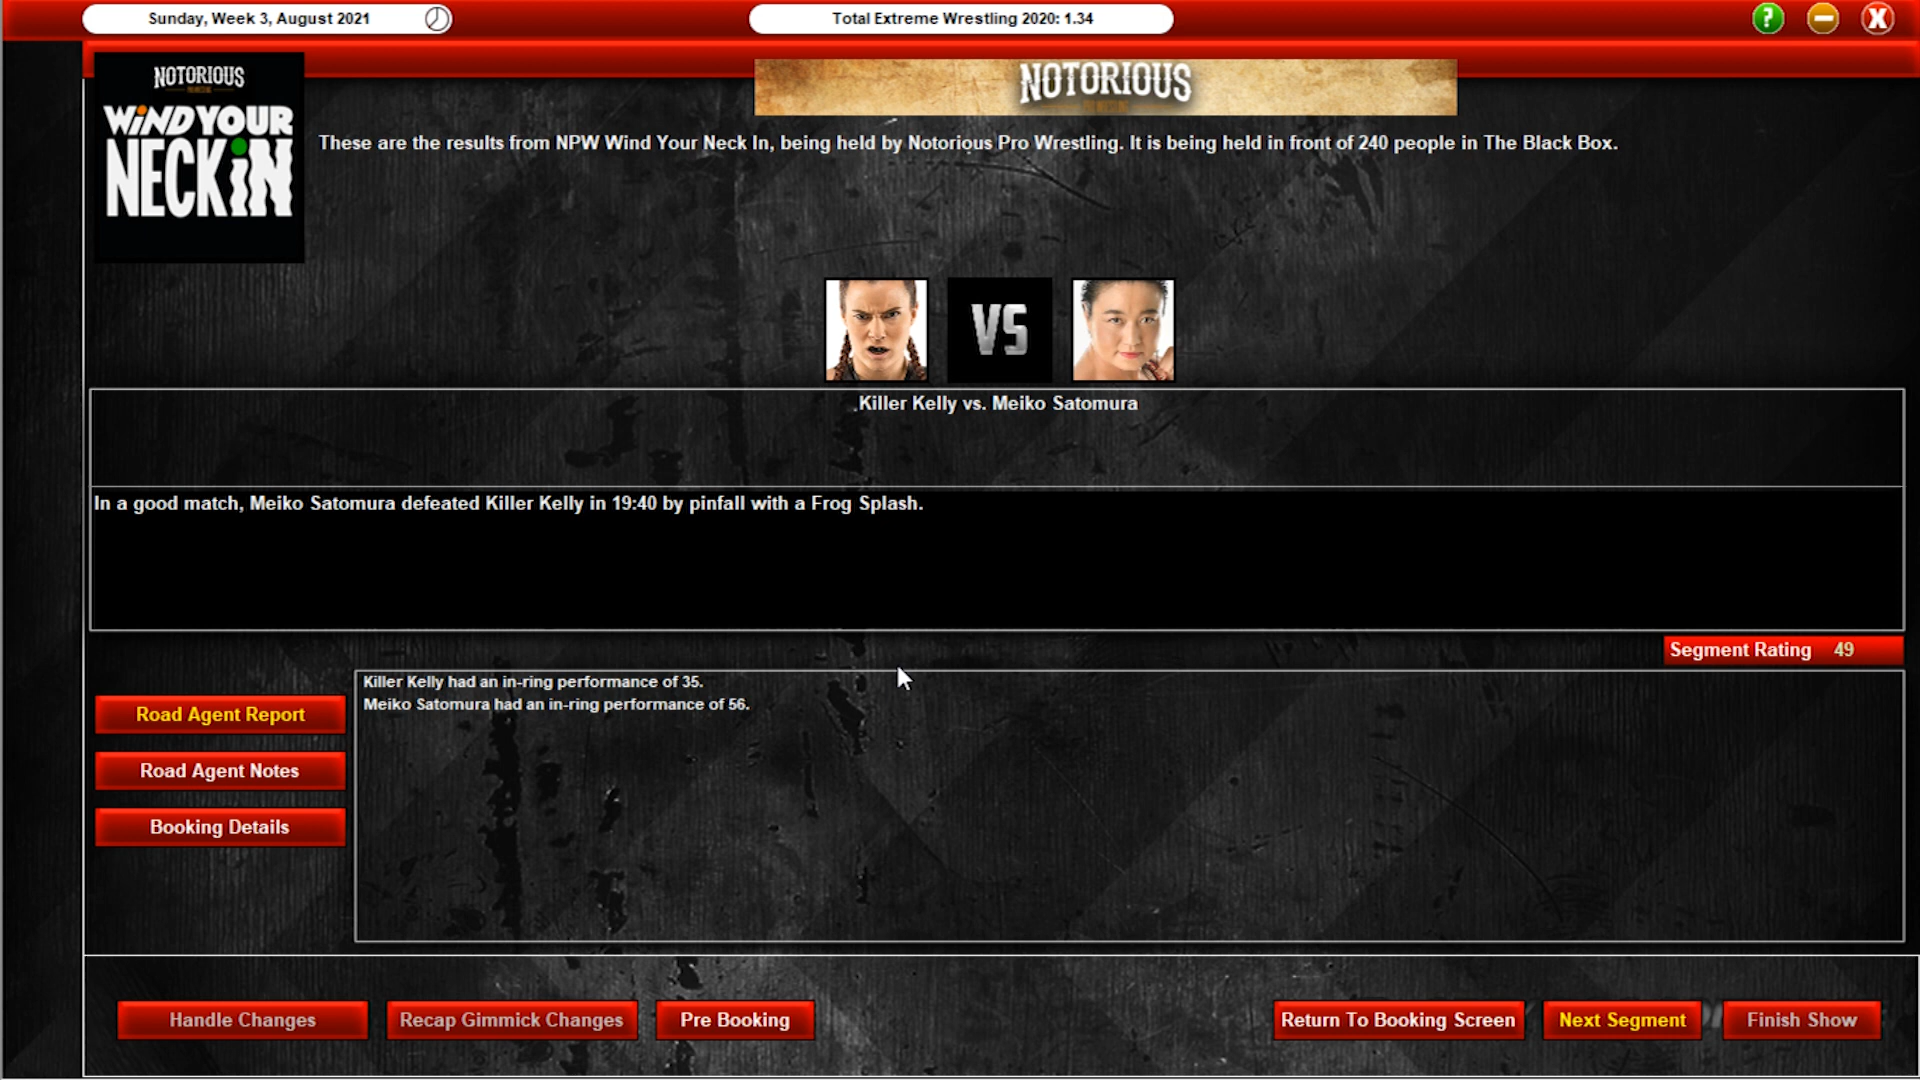 Sunday, Week 3, August 2021
Total Extreme Wrestling 2020: 1.34
NOTORIOUS
WiND YOUR
NECKiN
NOTORIOUS
These are the results from NPW Wind Your Neck In, being held by Notorious Pro Wrestling. It is being held in front of 240 people in The Black Box.
VS
Killer Kelly vs. Meiko Satomura
In a good match, Meiko Satomura defeated Killer Kelly in 19:40 by pinfall with a Frog Splash.
Segment Rating 49
Killer Kelly had an in-ring performance of 35.
Meiko Satomura had an in-ring performance of 56.
Road Agent Report
Road Agent Notes
Booking Details
Handle Changes
Recap Gimmick Changes
Pre Booking
Return To Booking Screen
Next Segment
Finish Show